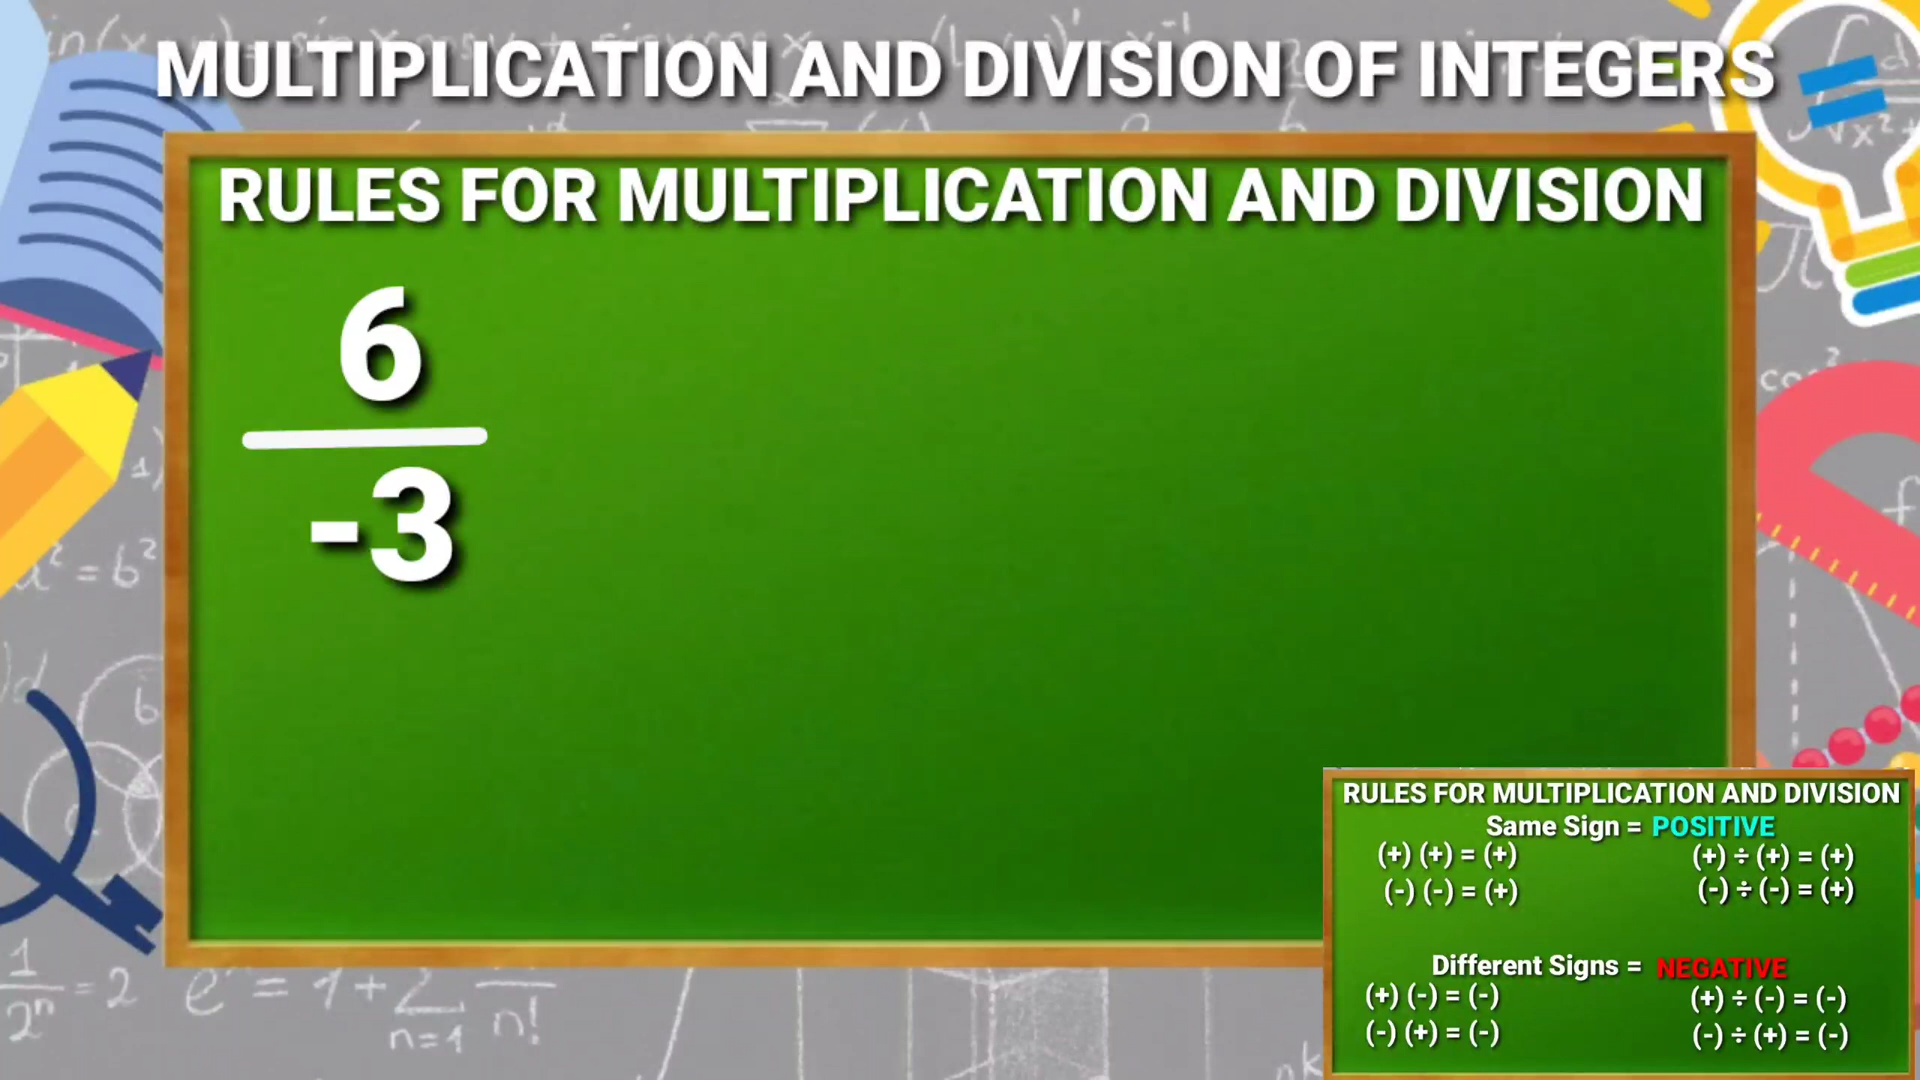 MULTIPLICATION AND DIVISION OF INTEGERS
RULES FOR MULTIPLICATION AND DIVISION
6
-3
RULES FOR MULTIPLICATION AND DIVISION
Same Sign = POSITIVE
(+) (+) = (+) (+) ÷ (+) = (+)
(-) (-) = (+) (-) ÷ (-) = (+)
Different Signs = NEGATIVE
(+) (-) = (-) (+) ÷ (-) = (-)
(-) (+) = (-) (-) ÷ (+) = (-)